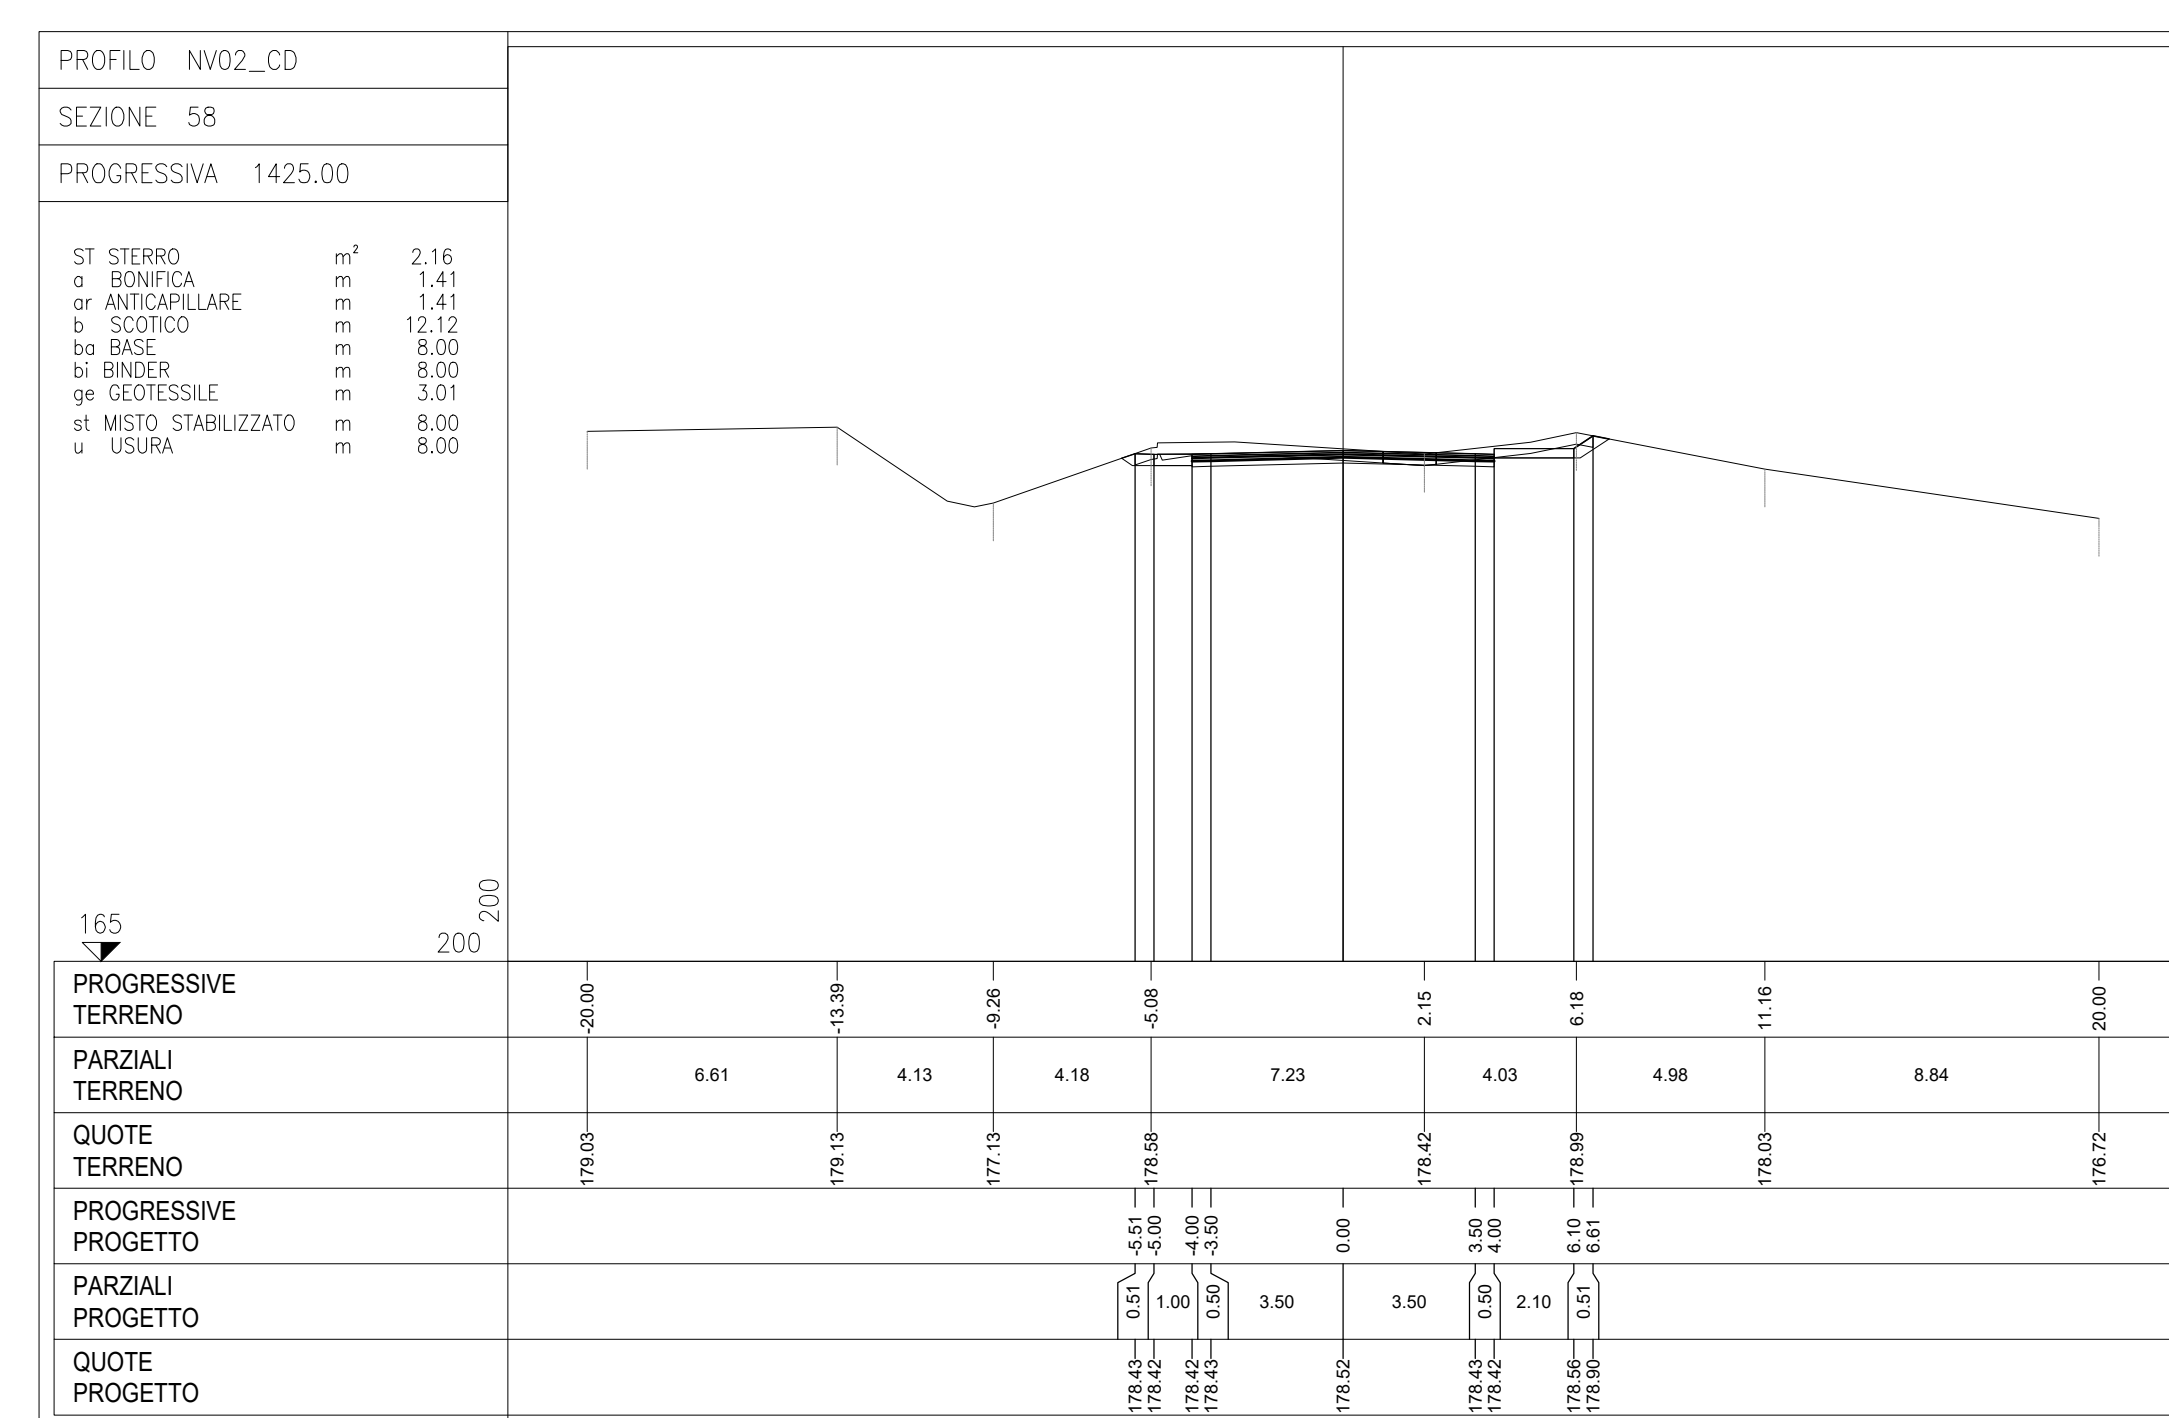 PROFILO NV02_CD
SEZIONE 58
PROGRESSIVA 1425.00
ST STERRO m² 2.16
a BONIFICA m 1.41
ar ANTICAPILLARE m 1.41
b SCOTICO m 12.12
ba BASE m 8.00
bi BINDER m 8.00
ge GEOTESSILE m 3.01
st MISTO STABILIZZATO m 8.00
u USURA m 8.00
200
165
200
PROGRESSIVE
TERRENO
-20.00 -13.39 -9.26 -5.08 2.15 6.18 11.16 20.00
PARZIALI
TERRENO
6.61 4.13 4.18 7.23 4.03 4.98 8.84
QUOTE
TERRENO
179.03 179.13 177.13 178.58 178.42 178.99 178.03 176.72
PROGRESSIVE
PROGETTO
-5.51 -5.00 -4.00 -3.50 0.00 3.50 4.00 6.10 6.61
PARZIALI
PROGETTO
0.51 1.00 0.50 3.50 3.50 0.50 2.10 0.51
QUOTE
PROGETTO
178.43 178.42 178.42 178.43 178.52 178.43 178.42 178.56 178.90